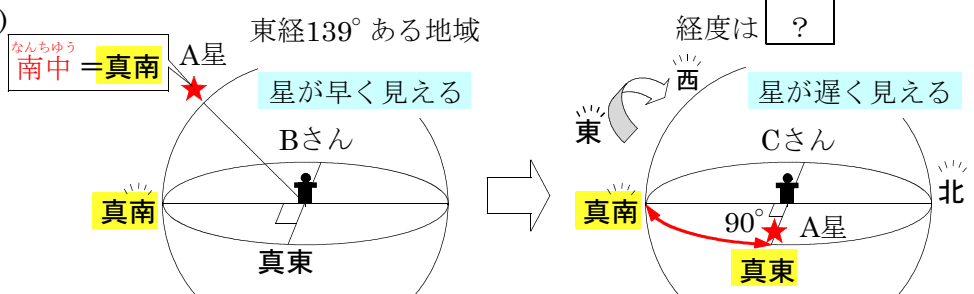 )
東経139°ある地域
なんちゅう
南中＝真南
A星
星が早く見える
Bさん
真南
真東
経度は ?
西
東
星が遅く見える
Cさん
北
真南
90°
A星
真東